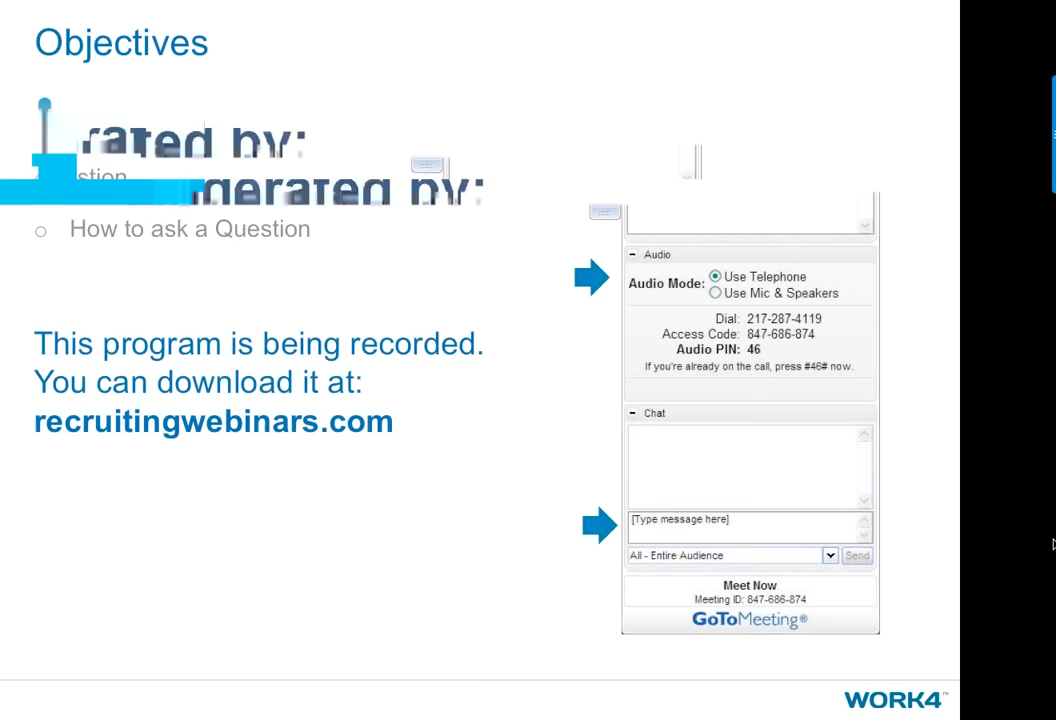 Objectives
How to ask a Question
This program is being recorded.
You can download it at:
recruitingwebinars.com
Audio
Audio Mode: Use Telephone
Use Mic & Speakers
Dial: 217-287-4119
Access Code: 847-686-874
Audio PIN: 46
If you're already on the call, press #46# now.
Chat
[Type message here]
All - Entire Audience
Send
Meet Now
Meeting ID: 847-686-874
GoToMeeting®
WORK4™